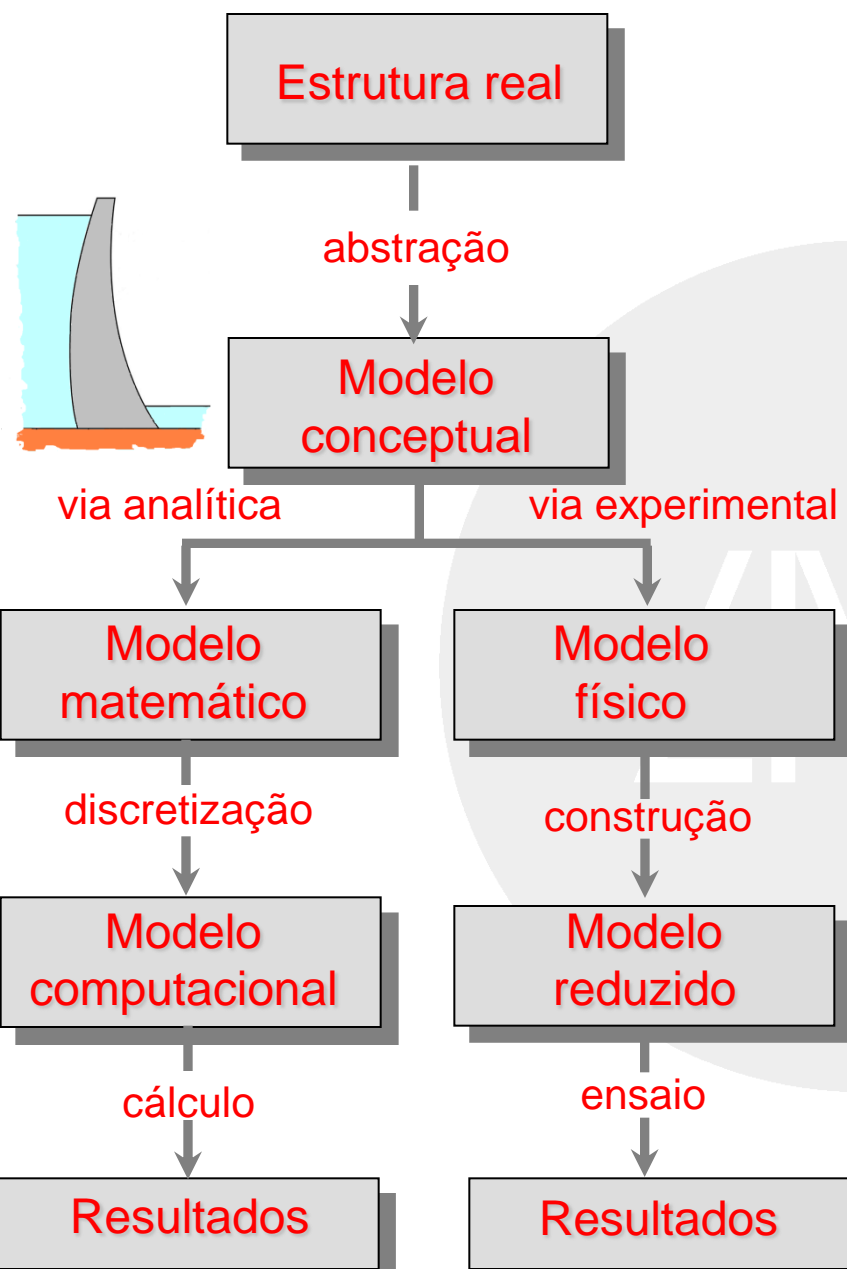 Estrutura real
abstração
Modelo
conceptual
via analítica
via experimental
Modelo
matemático
Modelo
físico
discretização
construção
Modelo
computacional
Modelo
reduzido
cálculo
ensaio
Resultados
Resultados